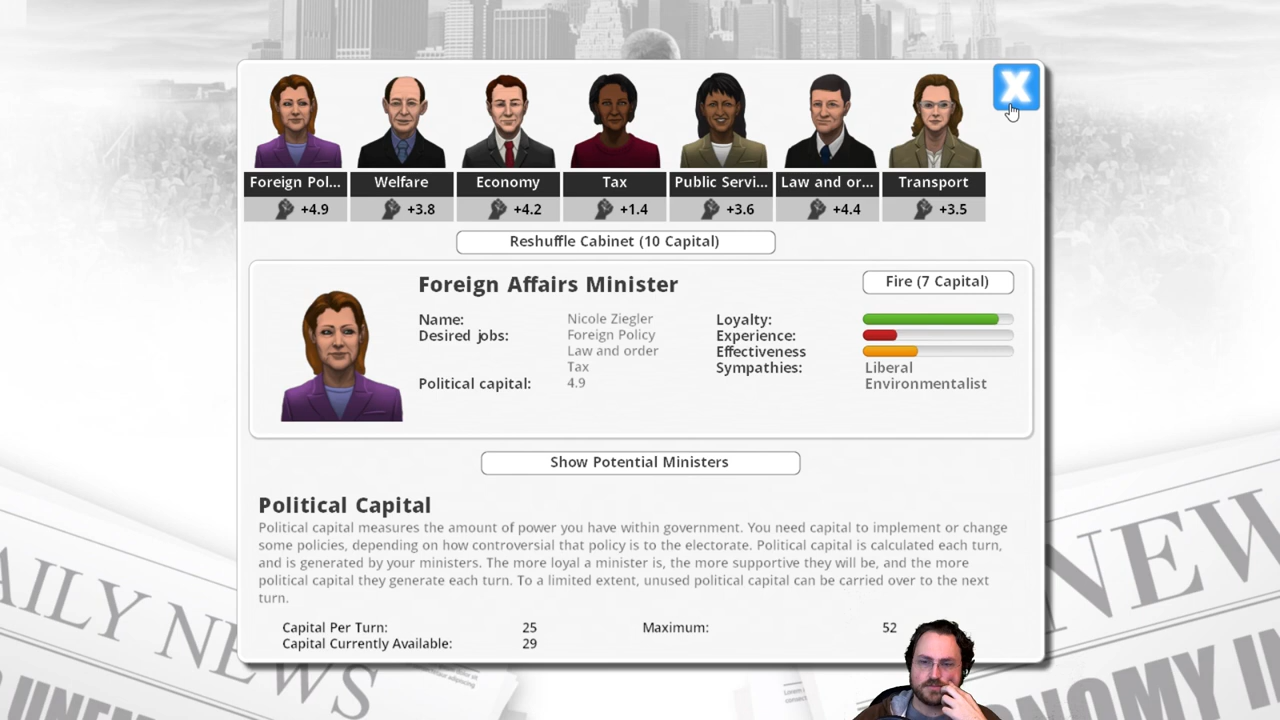 X
Foreign Pol... Welfare Economy Tax Public Servi... Law and or... Transport
+4.9 +3.8 +4.2 +1.4 +3.6 +4.4 +3.5
Reshuffle Cabinet (10 Capital)
Foreign Affairs Minister
Fire (7 Capital)
Name: Nicole Ziegler
Desired jobs: Foreign Policy
Law and order
Tax
Political capital: 4.9
Loyalty:
Experience:
Effectiveness
Sympathies: Liberal
Environmentalist
Show Potential Ministers
Political Capital
Political capital measures the amount of power you have within government. You need capital to implement or change
some policies, depending on how controversial that policy is to the electorate. Political capital is calculated each turn,
and is generated by your ministers. The more loyal a minister is, the more supportive they will be, and the more
political capital they generate each turn. To a limited extent, unused political capital can be carried over to the next
turn.
Capital Per Turn: 25 Maximum: 52
Capital Currently Available: 29
AILY NEWS
NEW